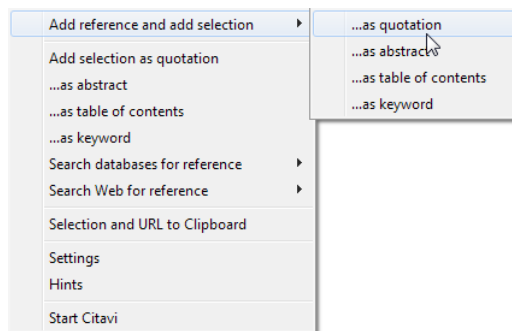 Add reference and add selection
Add selection as quotation
...as abstract
...as table of contents
...as keyword
Search databases for reference
Search Web for reference
Selection and URL to Clipboard
Settings
Hints
Start Citavi
...as quotation
...as abstract
...as table of contents
...as keyword